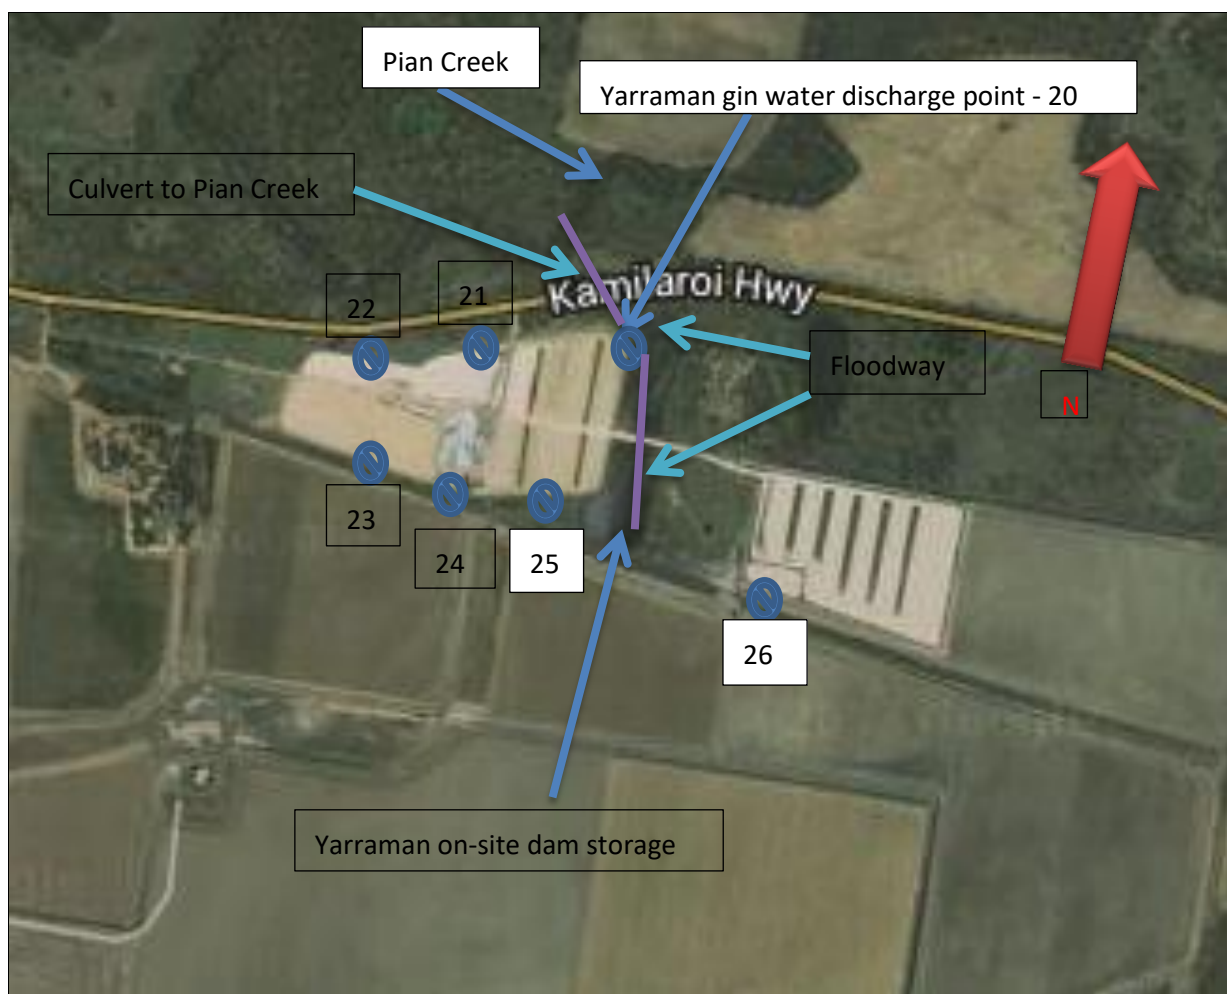 Pian Creek
Yarraman gin water discharge point - 20
Culvert to Pian Creek
Kamilaroi Hwy
22
21
Floodway
N
23
24
25
26
Yarraman on-site dam storage